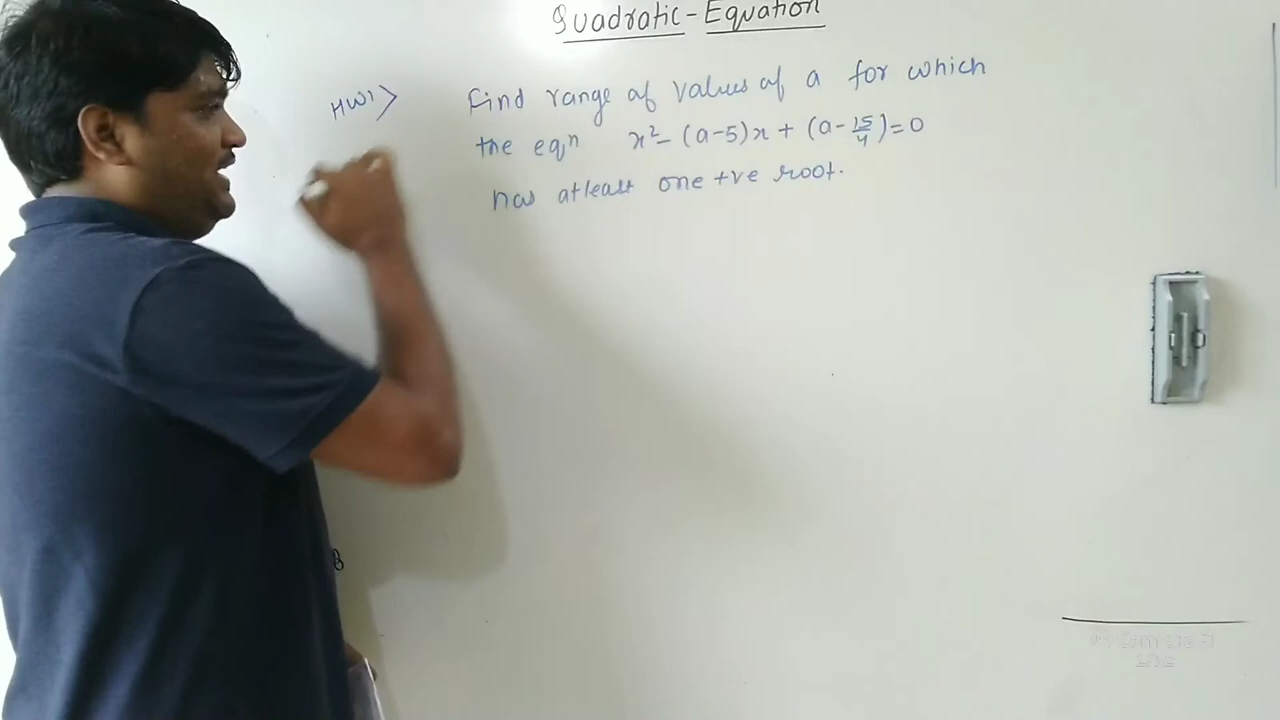 Quadratic-Equation
HW1> Find range of values of a for which
the eqⁿ x²-(a-5)x+(a-15/4)=0
has atleast one +ve root.
B